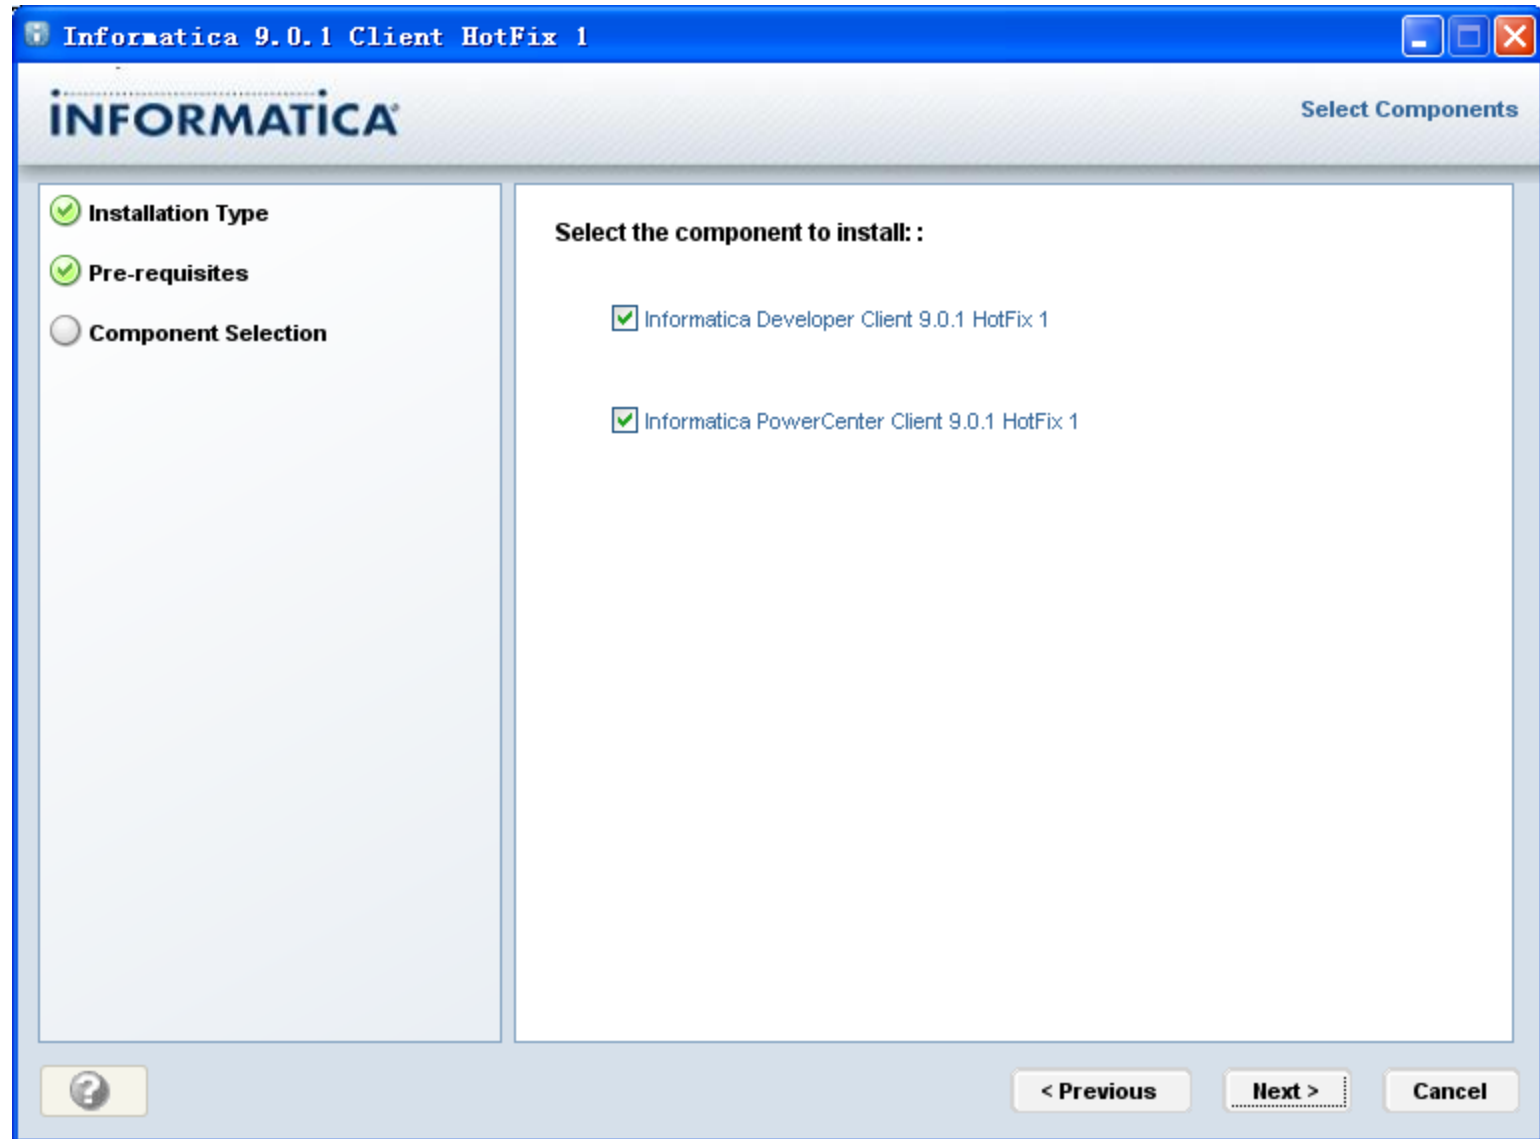 Informatica 9.0.1 Client HotFix 1
INFORMATICA®
Select Components
Installation Type
Pre-requisites
Component Selection
Select the component to install: :
Informatica Developer Client 9.0.1 HotFix 1
Informatica PowerCenter Client 9.0.1 HotFix 1
?
< Previous
Next >
Cancel